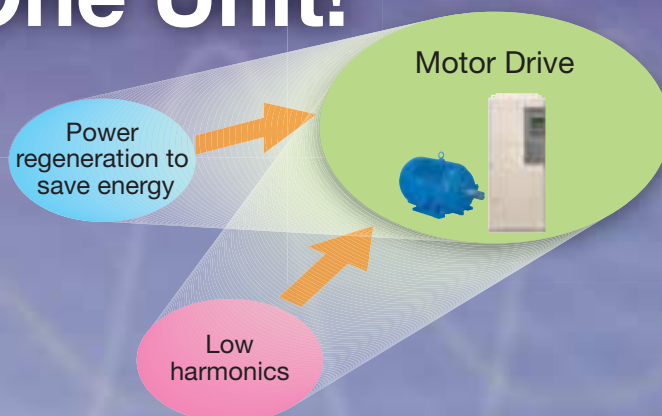 One Unit!
Motor Drive
Power
regeneration to
save energy
Low
harmonics